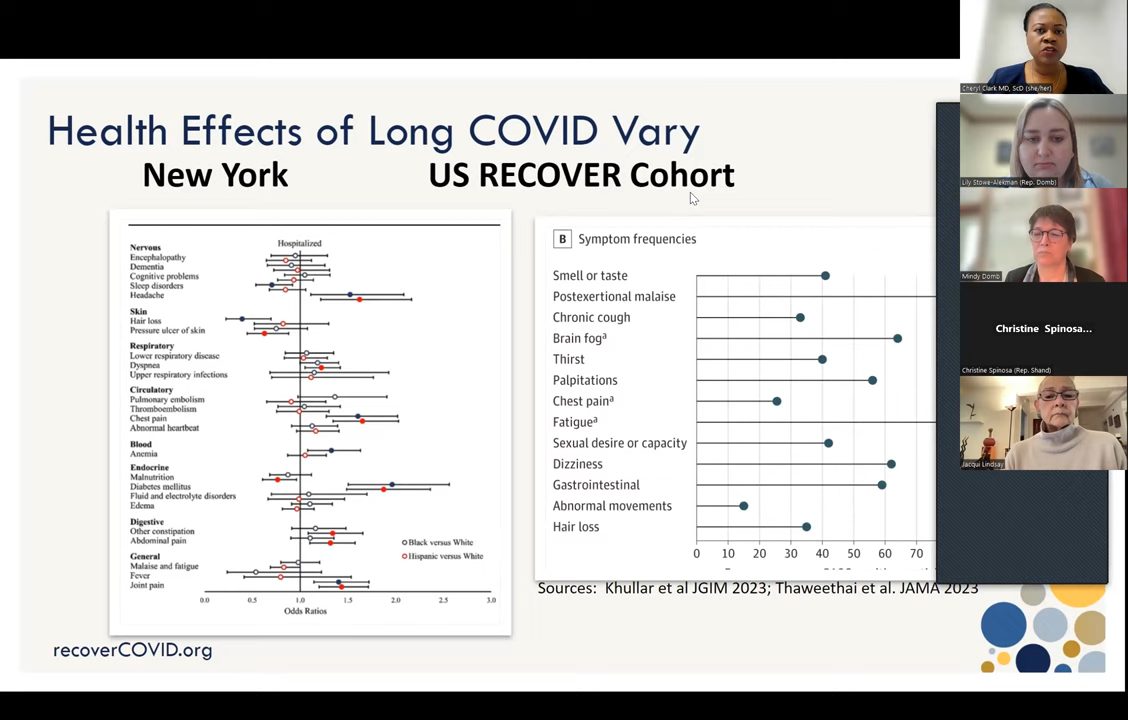 Health Effects of Long COVID Vary
New York
US RECOVER Cohort
Hospitalized
Nervous
Encephalopathy
Dementia
Cognitive problems
Sleep disorders
Headache
Skin
Hair loss
Pressure ulcer of skin
Respiratory
Lower respiratory disease
Dyspnea
Upper respiratory infections
Circulatory
Pulmonary embolism
Thromboembolism
Chest pain
Abnormal heartbeat
Blood
Anemia
Endocrine
Malnutrition
Diabetes mellitus
Fluid and electrolyte disorders
Edema
Digestive
Other constipation
Abdominal pain
General
Malaise and fatigue
Fever
Joint pain
Black versus White
Hispanic versus White
0.0 0.5 1.0 1.5 2.0 2.5 3.0
Odds Ratios
B Symptom frequencies
Smell or taste
Postexertional malaise
Chronic cough
Brain fogᵃ
Thirst
Palpitations
Chest painᵃ
Fatigueᵃ
Sexual desire or capacity
Dizziness
Gastrointestinal
Abnormal movements
Hair loss
0 10 20 30 40 50 60 70
Sources: Khullar et al JGIM 2023; Thaweethai et al. JAMA 2023
recoverCOVID.org
Cheryl Clark MD, ScD (she/her)
Lily Stowe-Alekman (Rep. Domb)
Mindy Domb
Christine Spinosa...
Christine Spinosa (Rep. Shand)
Jacqui Lindsay